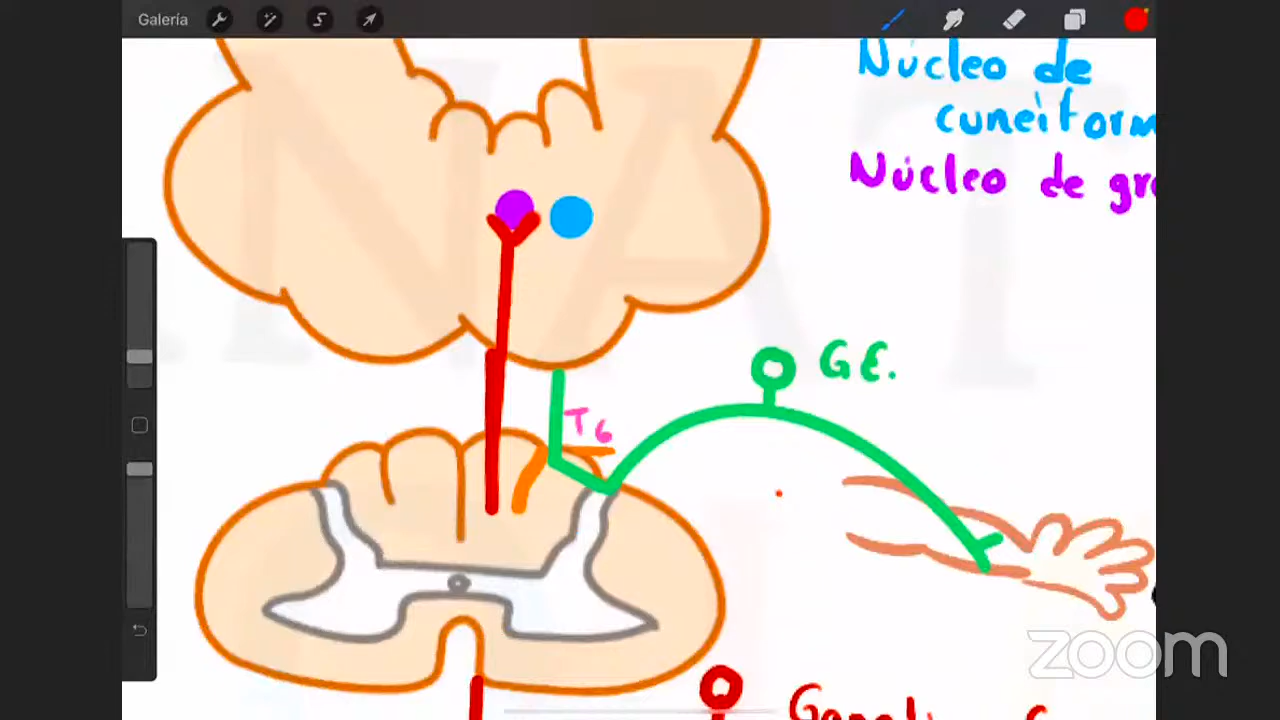 Galería
Núcleo de
cuneiform
Núcleo de gr
G E.
T6
zoom